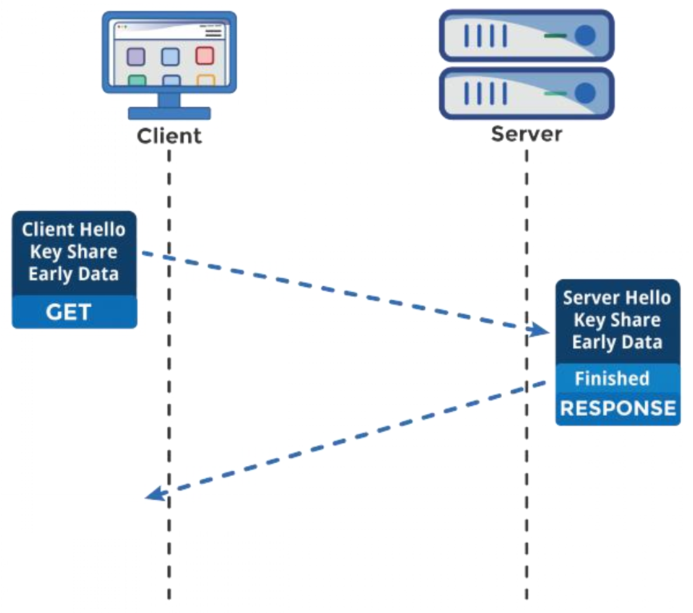 Client
Server
Client Hello
Key Share
Early Data
GET
Server Hello
Key Share
Early Data
Finished
RESPONSE